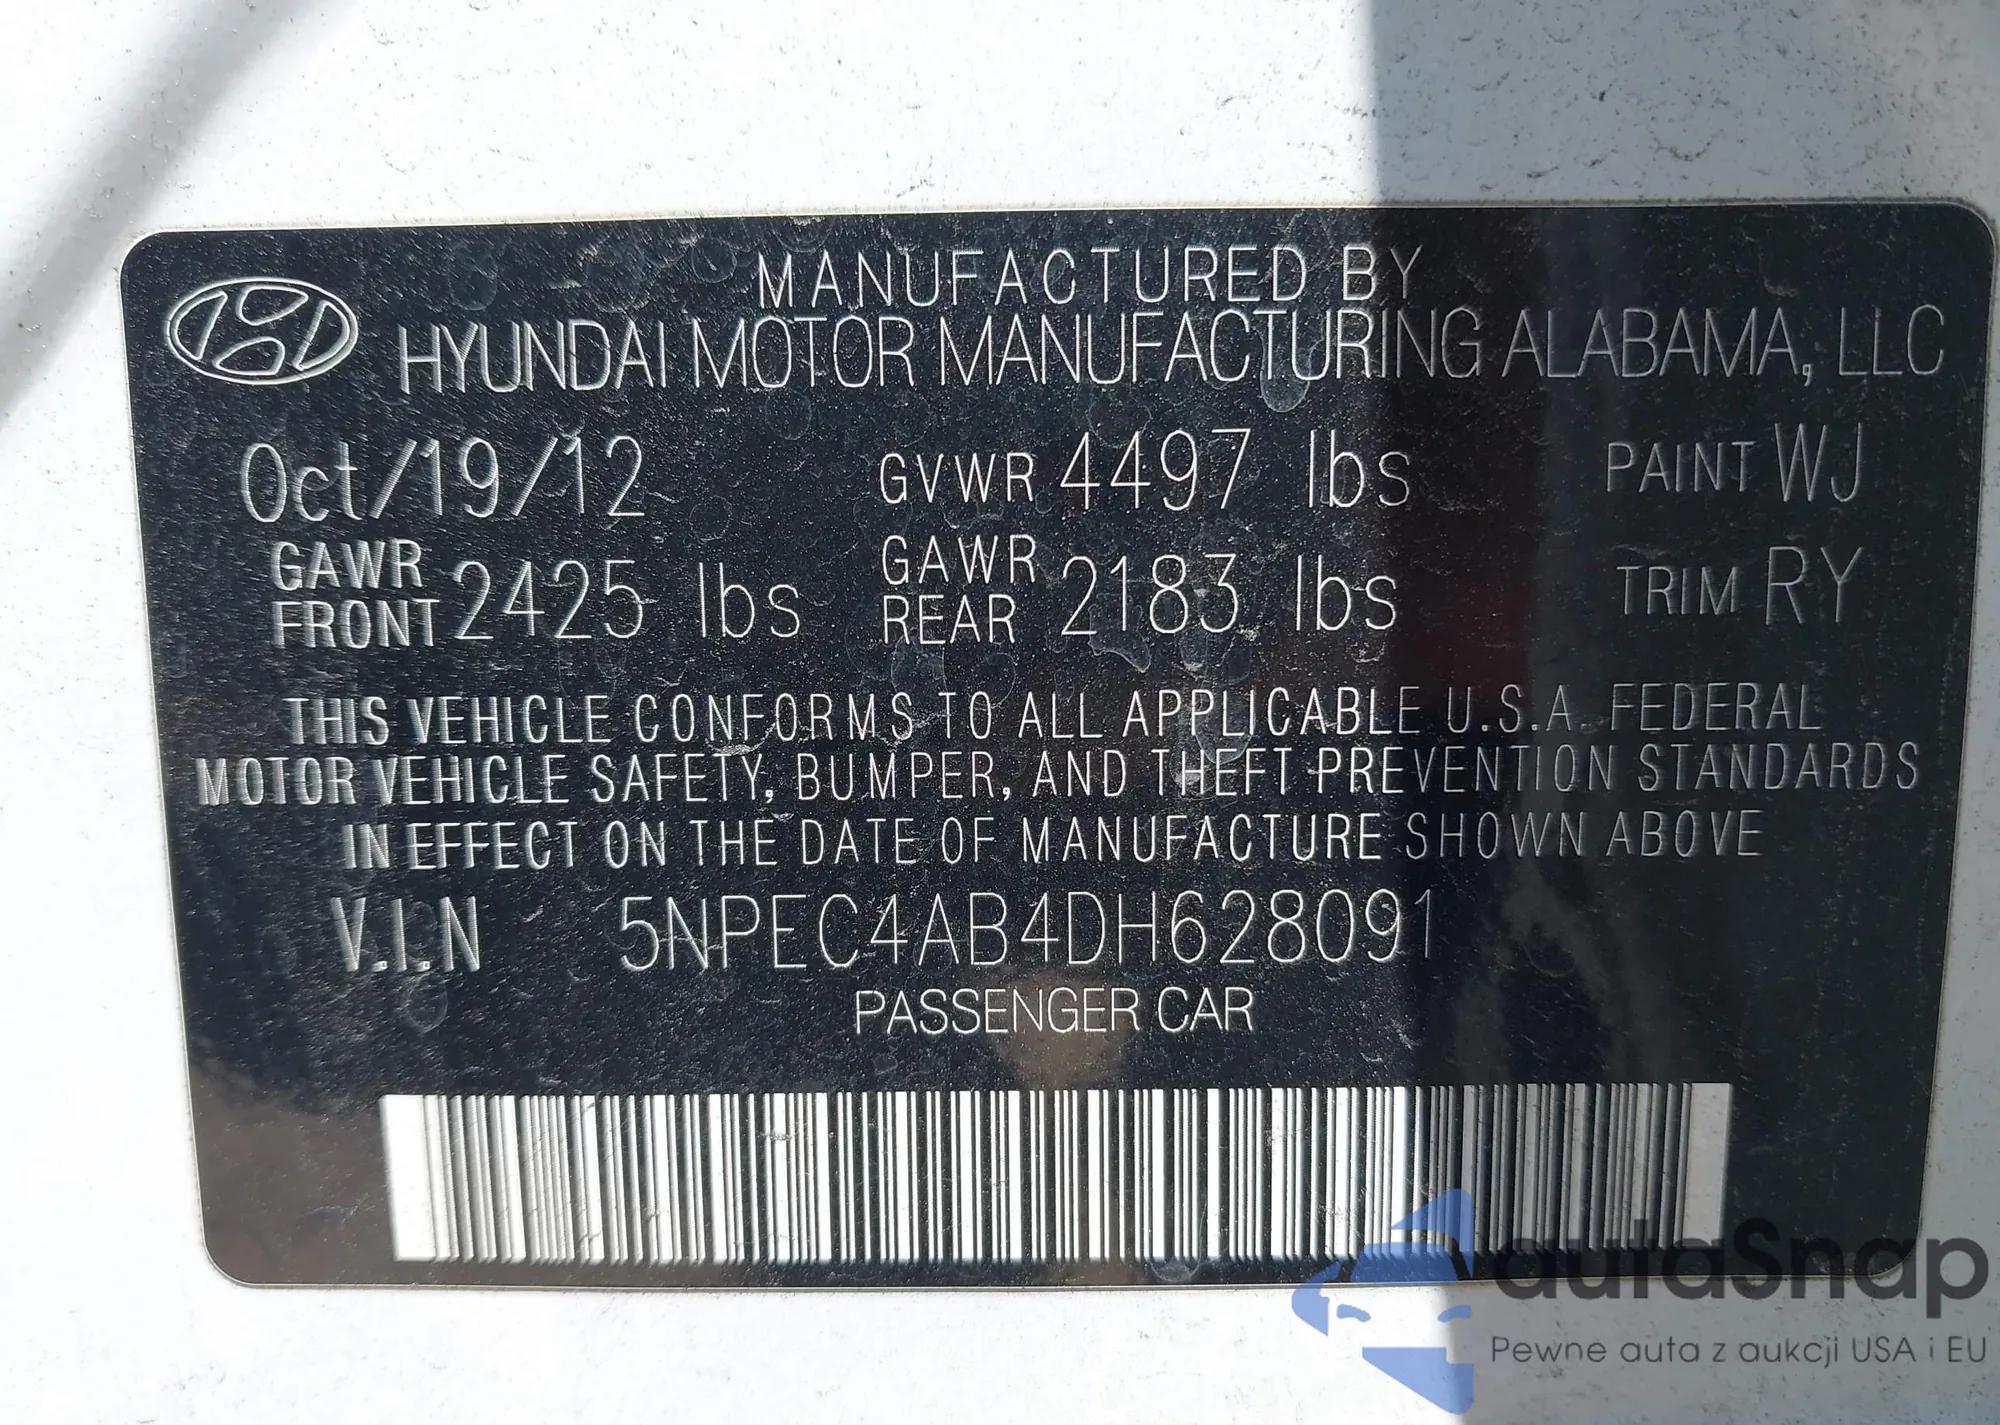 MANUFACTURED BY
HYUNDAI MOTOR MANUFACTURING ALABAMA, LLC
Oct/19/12 GVWR 4497 lbs PAINT WJ
GAWR FRONT 2425 lbs GAWR REAR 2183 lbs TRIM RY
THIS VEHICLE CONFORMS TO ALL APPLICABLE U.S.A. FEDERAL
MOTOR VEHICLE SAFETY, BUMPER, AND THEFT PREVENTION STANDARDS
IN EFFECT ON THE DATE OF MANUFACTURE SHOWN ABOVE
V.I.N 5NPEC4AB4DH628091
PASSENGER CAR
autaSnap
Pewne auta z aukcji USA i EU